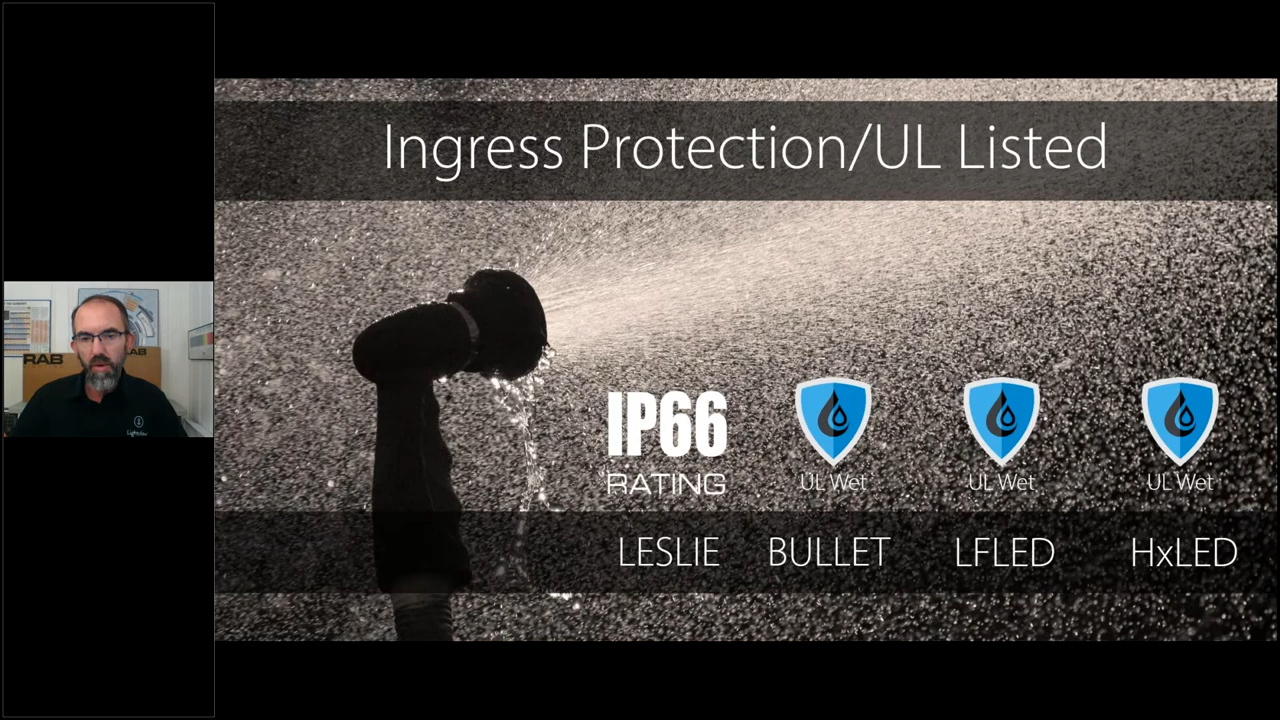 Ingress Protection/UL Listed
IP66
RATING
UL Wet
UL Wet
UL Wet
LESLIE
BULLET
LFLED
HxLED
RAB
RAB